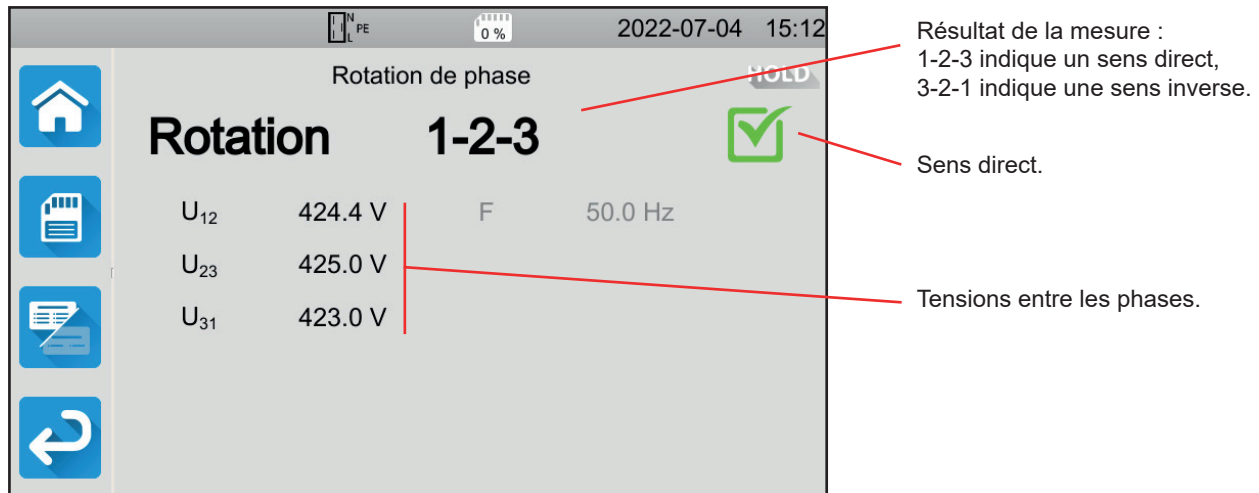 N
L PE
0 %
2022-07-04 15:12
Rotation de phase
HOLD
Rotation 1-2-3
U12 424.4 V F 50.0 Hz
U23 425.0 V
U31 423.0 V
Résultat de la mesure :
1-2-3 indique un sens direct,
3-2-1 indique une sens inverse.
Sens direct.
Tensions entre les phases.